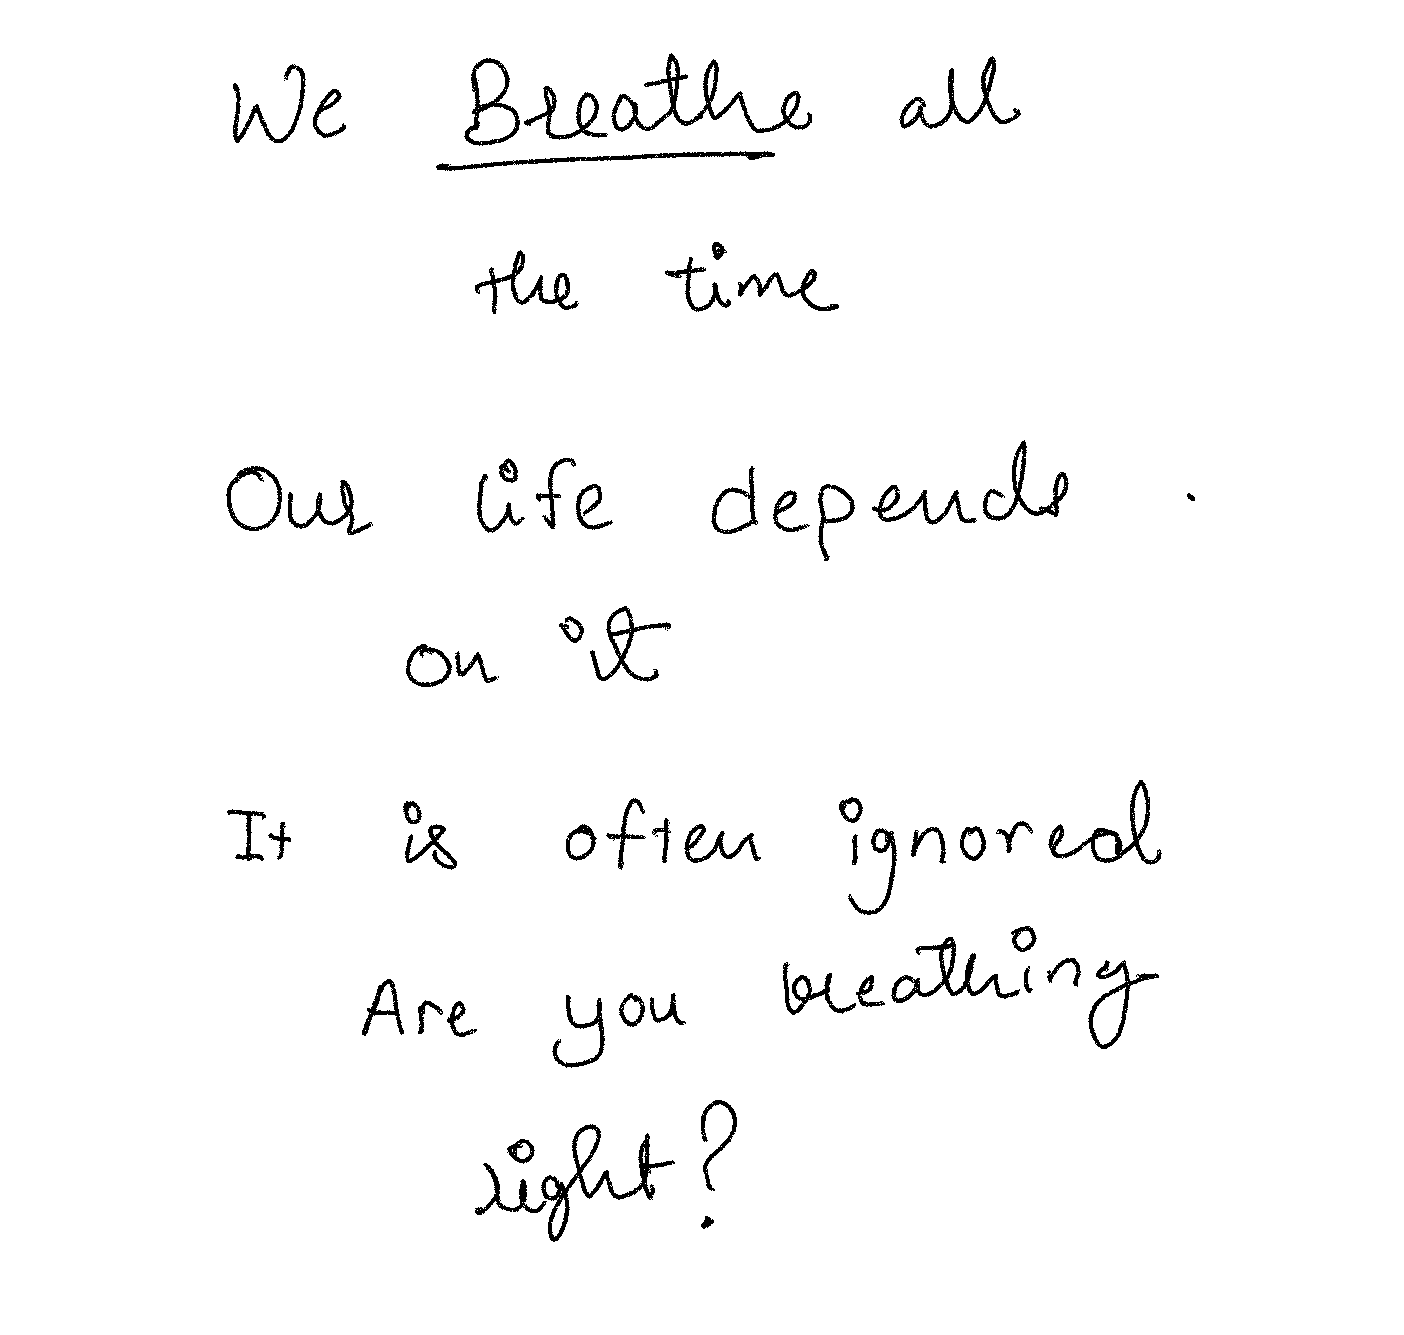 We Breathe all
the time
Our life depends
on it
It is often ignored
Are you breathing
right?